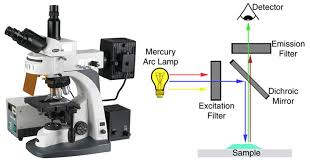 Detector
Mercury
Arc Lamp
Emission
Filter
Excitation
Filter
Dichroic
Mirror
Sample